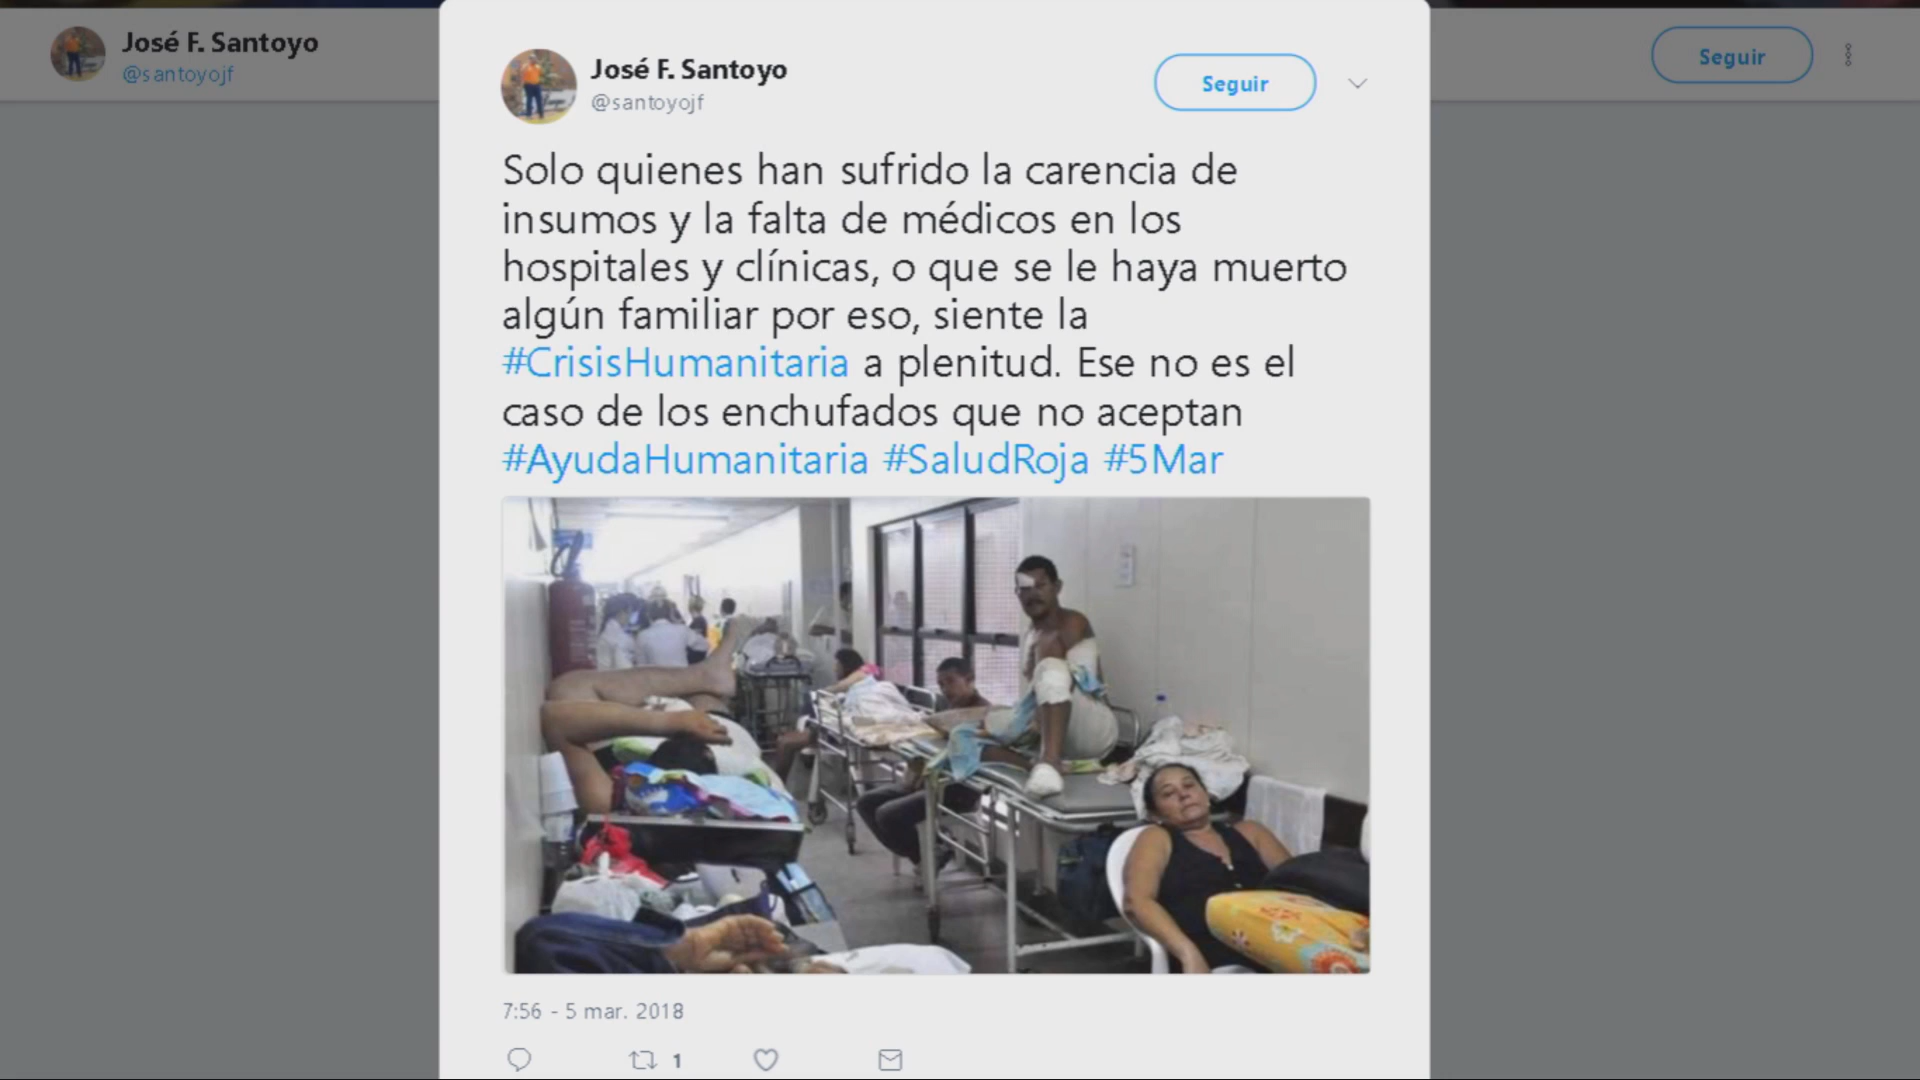 José F. Santoyo
@santoyojf
Seguir
José F. Santoyo
@santoyojf
Seguir
Solo quienes han sufrido la carencia de
insumos y la falta de médicos en los
hospitales y clínicas, o que se le haya muerto
algún familiar por eso, siente la
#CrisisHumanitaria a plenitud. Ese no es el
caso de los enchufados que no aceptan
#AyudaHumanitaria #SaludRoja #5Mar
7:56 - 5 mar. 2018
1